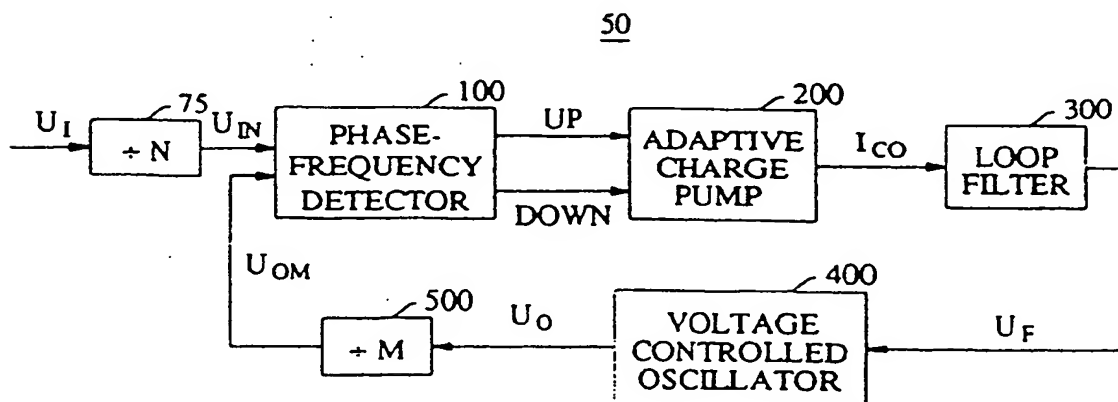 50
75
100
200
300
U_I
÷ N
U_IN
PHASE-
FREQUENCY
DETECTOR
UP
DOWN
ADAPTIVE
CHARGE
PUMP
I_CO
LOOP
FILTER
U_OM
500
÷ M
U_O
400
VOLTAGE
CONTROLLED
OSCILLATOR
U_F